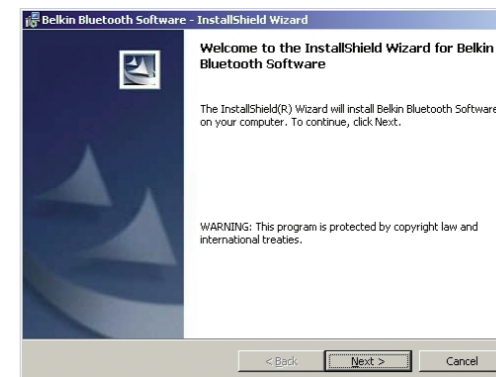 Belkin Bluetooth Software - InstallShield Wizard
Welcome to the InstallShield Wizard for Belkin
Bluetooth Software
The InstallShield(R) Wizard will install Belkin Bluetooth Software
on your computer. To continue, click Next.
WARNING: This program is protected by copyright law and
international treaties.
< Back
Next >
Cancel